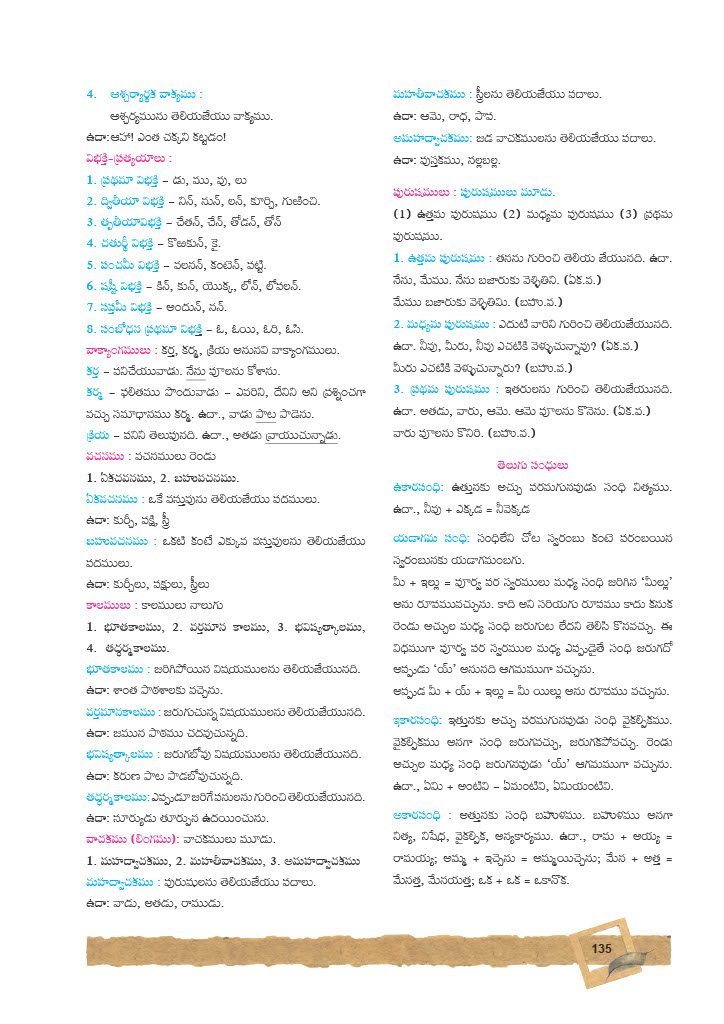 4. ఆశ్చర్యార్థక వాక్యము :
ఆశ్చర్యమును తెలియజేయు వాక్యము.
ఉదా:ఆహా! ఎంత చక్కని కట్టడం!
విభక్తి-ప్రత్యయాలు :
1. ప్రథమా విభక్తి – డు, ము, వు, లు
2. ద్వితీయా విభక్తి – నిన్, నున్, లన్, కూర్చి, గుఱించి.
3. తృతీయావిభక్తి – చేతన్, చేన్, తోడన్, తోన్
4. చతుర్థీ విభక్తి – కొఱకున్, కై.
5. పంచమీ విభక్తి – వలనన్, కంటెన్, పట్టి.
6. షష్ఠీ విభక్తి – కిన్, కున్, యొక్క, లోన్, లోపలన్.
7. సప్తమీ విభక్తి – అందున్, నన్.
8. సంబోధన ప్రథమా విభక్తి – ఓ, ఓయి, ఓరి, ఓసి.
వాక్యాంగములు : కర్త, కర్మ, క్రియ అనునవి వాక్యాంగములు.
కర్త – పనిచేయువాడు. నేను పూలను కోశాను.
కర్మ – ఫలితము పొందువాడు – ఎవరిని, దేనిని అని ప్రశ్నించగా
వచ్చు సమాధానము కర్మ. ఉదా., వాడు పాట పాడెను.
క్రియ – పనిని తెలుపునది. ఉదా., అతడు వ్రాయుచున్నాడు.
వచనము : వచనములు రెండు
1. ఏకవచనము, 2. బహువచనము.
ఏకవచనము : ఒకే వస్తువును తెలియజేయు పదములు.
ఉదా: కుర్చీ, పక్షి, స్త్రీ
బహువచనము : ఒకటి కంటే ఎక్కువ వస్తువులను తెలియజేయు
పదములు.
ఉదా: కుర్చీలు, పక్షులు, స్త్రీలు
కాలములు : కాలములు నాలుగు
1. భూతకాలము, 2. వర్తమాన కాలము, 3. భవిష్యత్కాలము,
4. తద్ధర్మకాలము.
భూతకాలము : జరిగిపోయిన విషయములను తెలియజేయునది.
ఉదా: శాంత పాఠశాలకు వచ్చెను.
వర్తమానకాలము : జరుగుచున్న విషయములను తెలియజేయునది.
ఉదా: జమున పాఠము చదవుచున్నది.
భవిష్యత్కాలము : జరుగబోవు విషయములను తెలియజేయునది.
ఉదా: కరుణ పాట పాడబోవుచున్నది.
తద్ధర్మకాలము: ఎప్పుడూ జరిగే పనులను గురించి తెలియజేయునది.
ఉదా: సూర్యుడు తూర్పున ఉదయించును.
వాచకము (లింగము): వాచకములు మూడు.
1. మహద్వాచకము, 2. మహతీవాచకము, 3. అమహద్వాచకము
మహద్వాచకము : పురుషులను తెలియజేయు పదాలు.
ఉదా: వాడు, అతడు, రాముడు.
మహతీవాచకము : స్త్రీలను తెలియజేయు పదాలు.
ఉదా: ఆమె, రాధ, పాప.
అమహద్వాచకము: జడ వాచకములను తెలియజేయు పదాలు.
ఉదా: పుస్తకము, నల్లబల్ల.
పురుషములు : పురుషములు మూడు.
(1) ఉత్తమ పురుషము (2) మధ్యమ పురుషము (3) ప్రథమ
పురుషము.
1. ఉత్తమ పురుషము : తనను గురించి తెలియ జేయునది. ఉదా.
నేను, మేము. నేను బజారుకు వెళ్ళితిని. (ఏక.వ.)
మేము బజారుకు వెళ్ళితిమి. (బహు.వ.)
2. మధ్యమ పురుషము : ఎదుటి వారిని గురించి తెలియజేయునది.
ఉదా. నీవు, మీరు, నీవు ఎచటికి వెళ్ళుచున్నావు? (ఏక.వ.)
మీరు ఎచటికి వెళ్ళుచున్నారు? (బహు.వ.)
3. ప్రథమ పురుషము : ఇతరులను గురించి తెలియజేయునది.
ఉదా. అతడు, వారు, ఆమె. ఆమె పూలను కొనెను. (ఏక.వ.)
వారు పూలను కొనిరి. (బహు.వ.)
తెలుగు సంధులు
ఉకారసంధి: ఉత్తునకు అచ్చు పరమగునపుడు సంధి నిత్యము.
ఉదా., నీవు + ఎక్కడ = నీవెక్కడ
యడాగమ సంధి: సంధిలేని చోట స్వరంబు కంటె పరంబయిన
స్వరంబునకు యడాగమంబగు.
మీ + ఇల్లు = పూర్వ పర స్వరములు మధ్య సంధి జరిగిన ‘మీల్లు’
అను రూపమువచ్చును. కాది అని సరియగు రూపము కాదు కనుక
రెండు అచ్చుల మధ్య సంధి జరుగుట లేదని తెలిసి కొనవచ్చు. ఈ
విధముగా పూర్వ పర స్వరముల మధ్య ఎప్పుడైతే సంధి జరుగదో
అప్పుడు ‘య్’ అనునది ఆగమముగా వచ్చును.
అప్పుడ మీ + య్ + ఇల్లు = మీ యిల్లు అను రూపము వచ్చును.
ఇకారసంధి: ఇత్తునకు అచ్చు పరమగునపుడు సంధి వైకల్పికము.
వైకల్పికము అనగా సంధి జరుగవచ్చు, జరుగకపోవచ్చు. రెండు
అచ్చుల మధ్య సంధి జరుగనపుడు ‘య్’ ఆగమముగా వచ్చును.
ఉదా., ఏమి + అంటివి – ఏమంటివి, ఏమియంటివి.
అకారసంధి : అత్తునకు సంధి బహుళము. బహుళము అనగా
నిత్య, నిషేధ, వైకల్పిక, అన్యకార్యము. ఉదా., రామ + అయ్య =
రామయ్య; అమ్మ + ఇచ్చెను = అమ్మయిచ్చెను; మేన + అత్త =
మేనత్త, మేనయత్త; ఒక + ఒక = ఒకానొక.
135